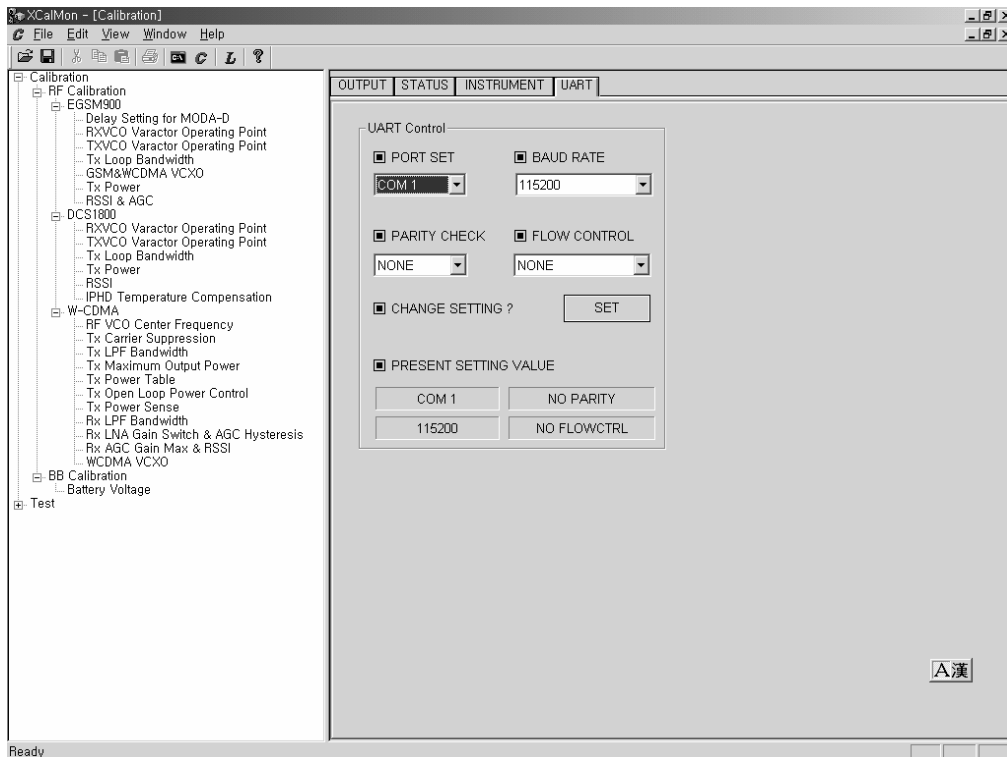 XCalMon - [Calibration]
File Edit View Window Help
Calibration
RF Calibration
EGSM900
Delay Setting for MODA-D
RXVCO Varactor Operating Point
TXVCO Varactor Operating Point
Tx Loop Bandwidth
GSM&WCDMA VCXO
Tx Power
RSSI & AGC
DCS1800
RXVCO Varactor Operating Point
TXVCO Varactor Operating Point
Tx Loop Bandwidth
Tx Power
RSSI
IPHD Temperature Compensation
W-CDMA
RF VCO Center Frequency
Tx Carrier Suppression
Tx LPF Bandwidth
Tx Maximum Output Power
Tx Power Table
Tx Open Loop Power Control
Tx Power Sense
Rx LPF Bandwidth
Rx LNA Gain Switch & AGC Hysteresis
Rx AGC Gain Max & RSSI
WCDMA VCXO
BB Calibration
Battery Voltage
Test
OUTPUT STATUS INSTRUMENT UART
UART Control
PORT SET BAUD RATE
COM 1 115200
PARITY CHECK FLOW CONTROL
NONE NONE
CHANGE SETTING ? SET
PRESENT SETTING VALUE
COM 1 NO PARITY
115200 NO FLOWCTRL
A漢
Ready